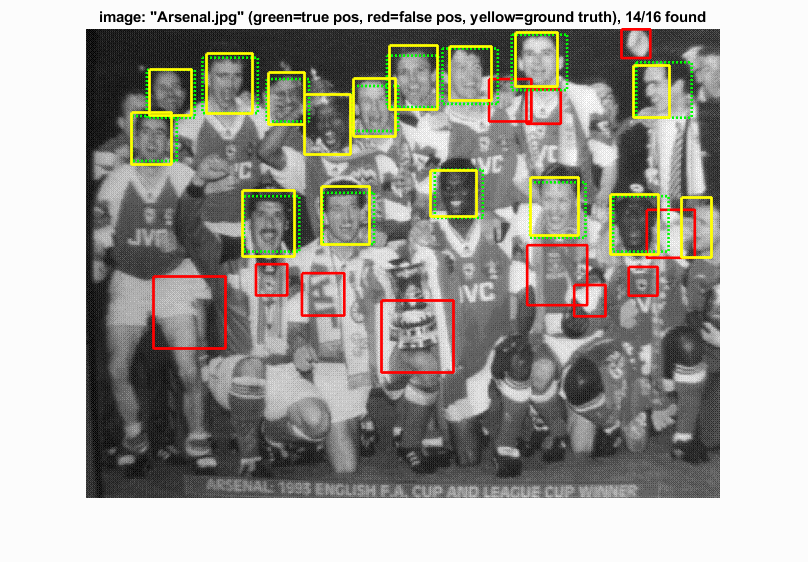 image: "Arsenal.jpg" (green=true pos, red=false pos, yellow=ground truth), 14/16 found
JVC
JVC
JVC
ARSENAL: 1993 ENGLISH F.A. CUP AND LEAGUE CUP WINNER